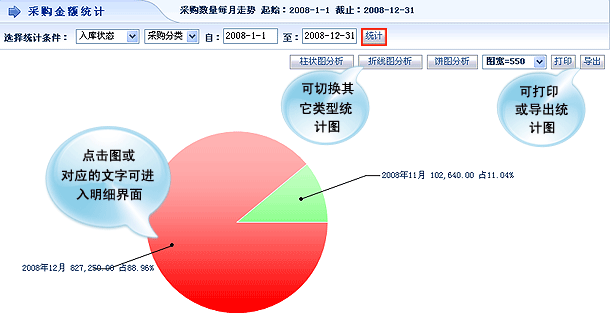 采购金额统计 采购数量每月走势 起始：2008-1-1 截止：2008-12-31
选择统计条件： 入库状态 采购分类 自： 2008-1-1 至： 2008-12-31 统计
柱状图分析 折线图分析 饼图分析 图宽=550 打印 导出
可切换其
它类型统
计图
可打印
或导出统
计图
点击图或
对应的文字可进
入明细界面
2008年11月 102,640.00 占11.04%
2008年12月 827,250.00 占88.96%